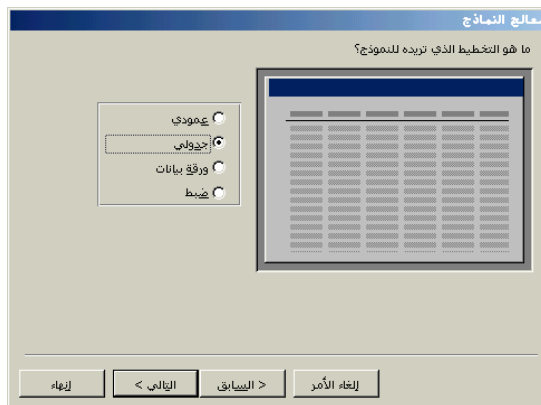 معالج النماذج
ما هو التخطيط الذي تريده للنموذج؟
عمودي
جدولي
ورقة بيانات
ضبط
إلغاء الأمر
< السابق
التالي >
إنهاء